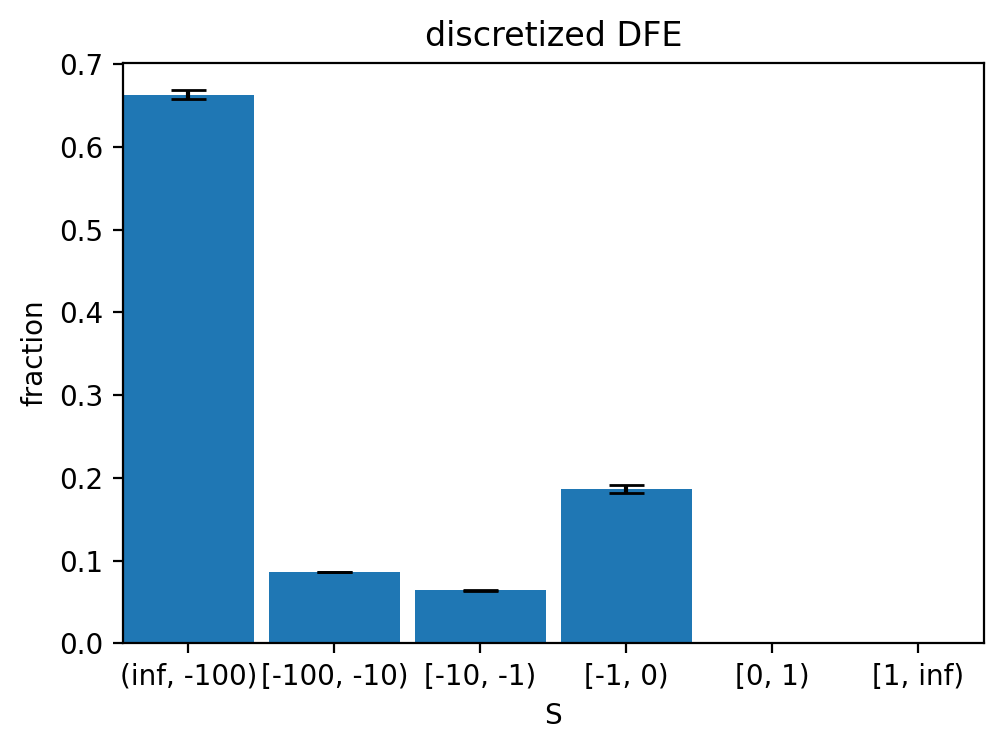 discretized DFE
0.7
0.6
0.5
0.4
0.3
0.2
0.1
0.0
fraction
(inf, -100) [-100, -10) [-10, -1) [-1, 0) [0, 1) [1, inf)
S